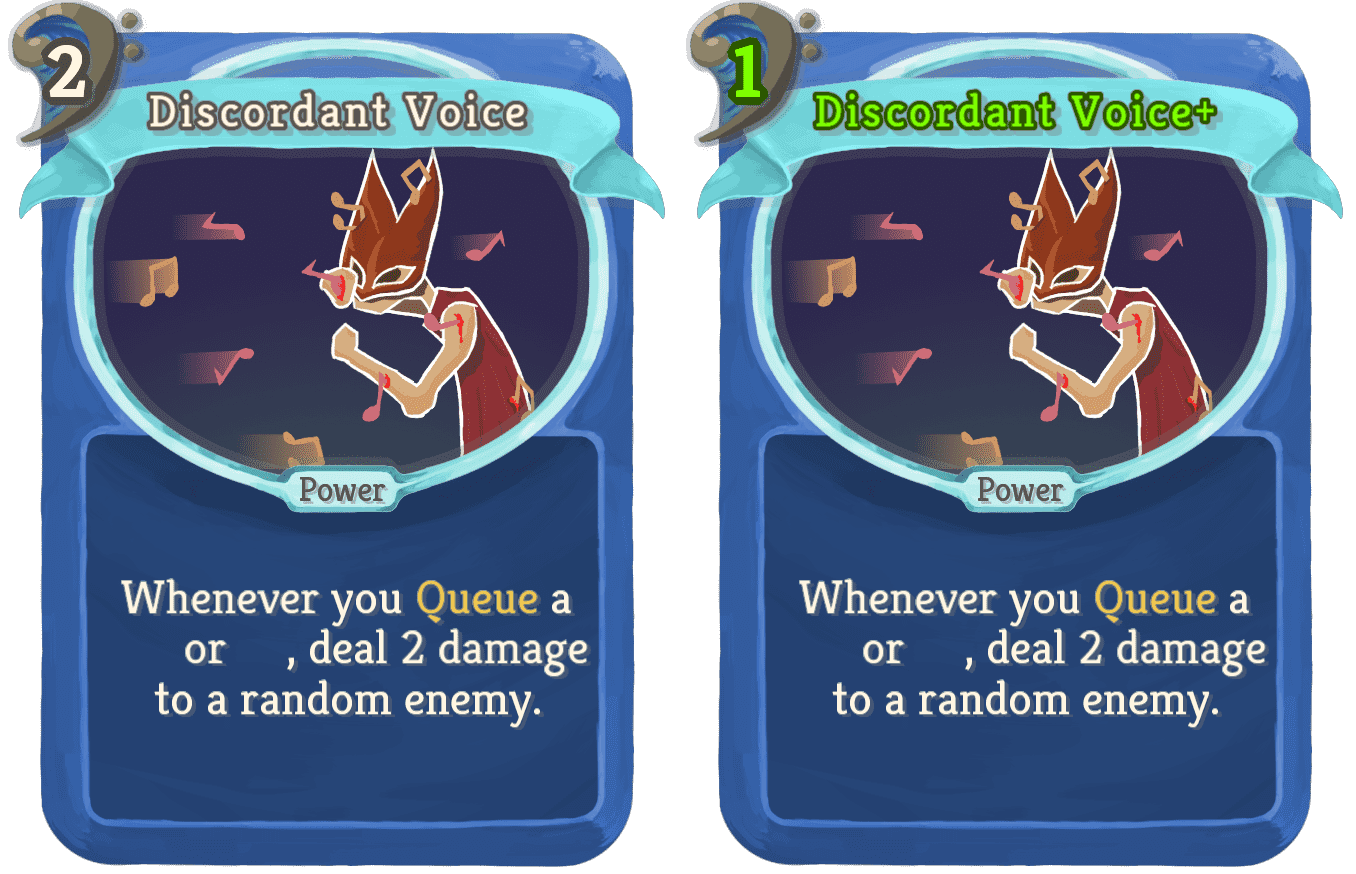 2
Discordant Voice
Power
Whenever you Queue a
or , deal 2 damage
to a random enemy.
1
Discordant Voice+
Power
Whenever you Queue a
or , deal 2 damage
to a random enemy.